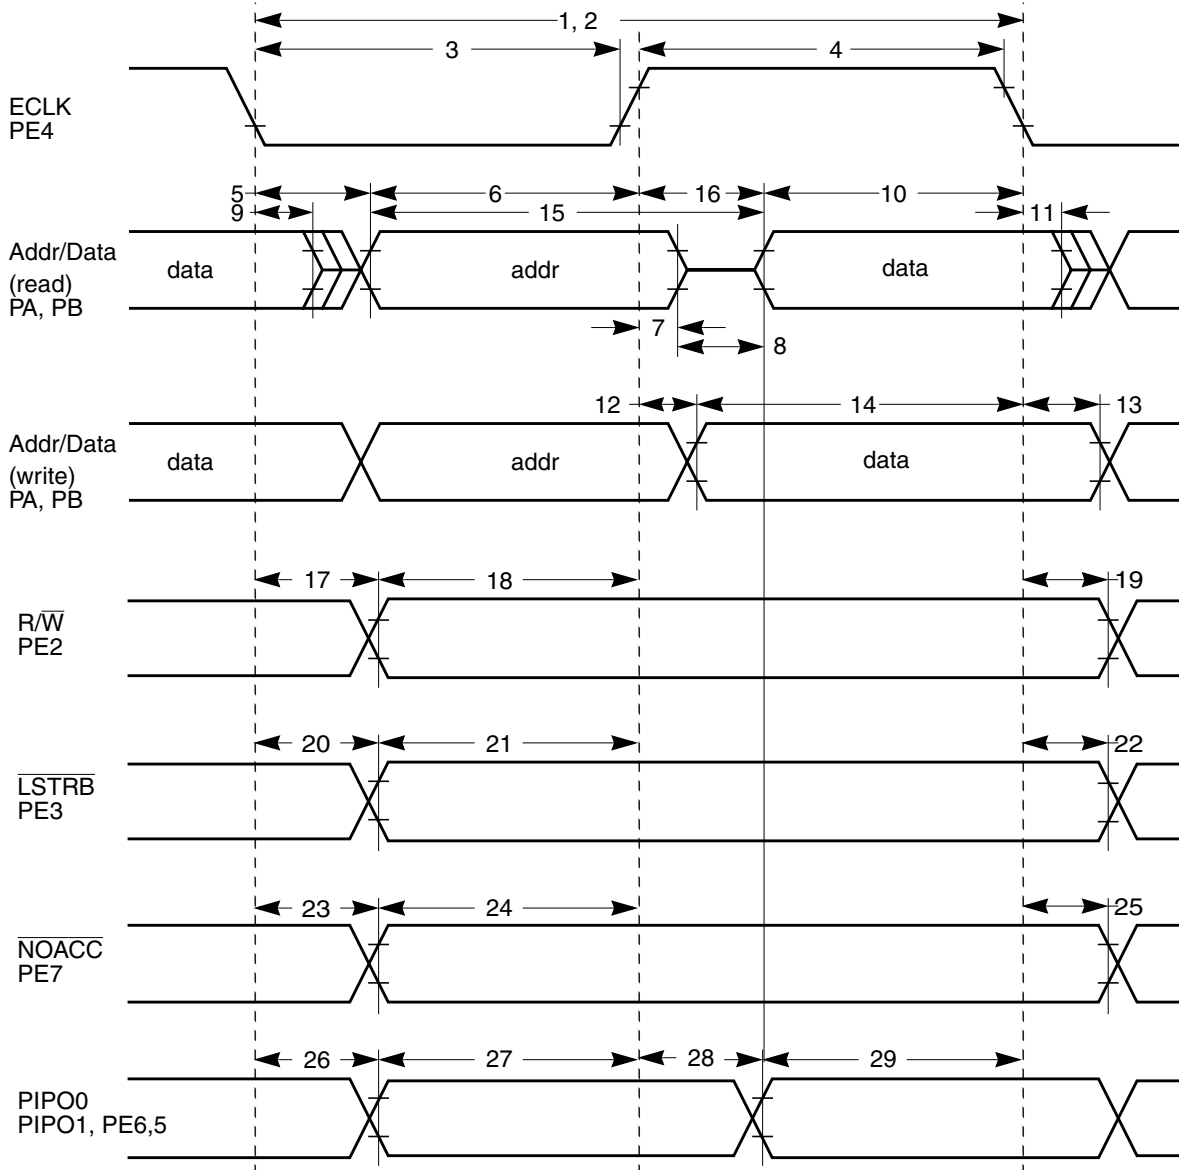 1, 2
3
4
ECLK
PE4
5
6
16
10
9
15
11
Addr/Data
(read)
PA, PB
data
addr
data
7
8
12
14
13
Addr/Data
(write)
PA, PB
data
addr
data
17
18
19
R/W̅
PE2
20
21
22
L̅S̅T̅R̅B̅
PE3
23
24
25
N̅O̅A̅C̅C̅
PE7
26
27
28
29
PIPO0
PIPO1, PE6,5